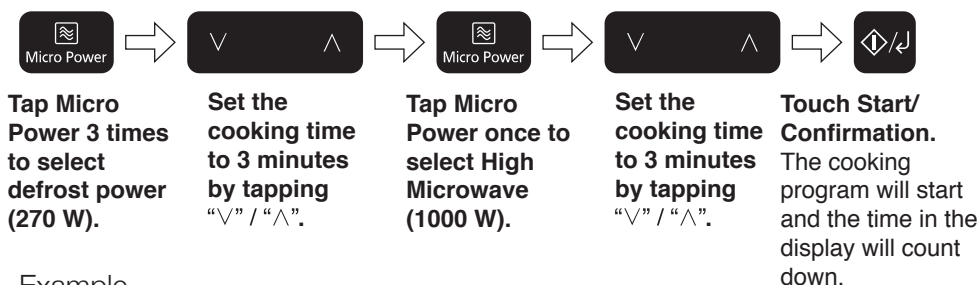 Micro Power
∨ ∧
Micro Power
∨ ∧
Tap Micro
Power 3 times
to select
defrost power
(270 W).
Set the
cooking time
to 3 minutes
by tapping
“∨” / “∧”.
Tap Micro
Power once to
select High
Microwave
(1000 W).
Set the
cooking time
to 3 minutes
by tapping
“∨” / “∧”.
Touch Start/
Confirmation.
The cooking
program will start
and the time in the
display will count
down.
Example